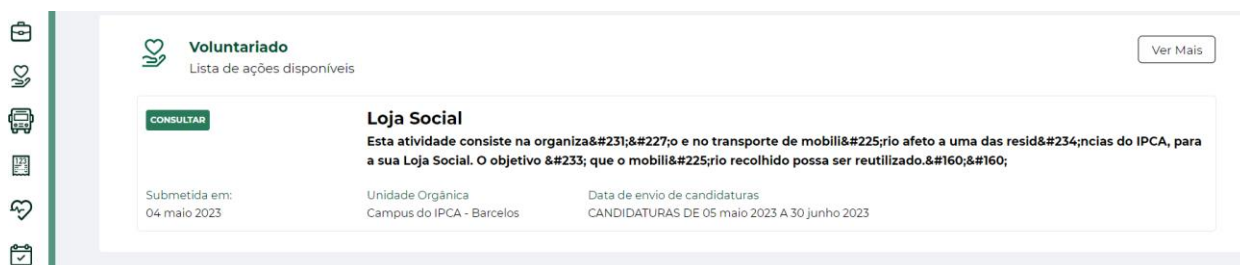 Voluntariado
Lista de ações disponíveis
Ver Mais
CONSULTAR
Loja Social
Esta atividade consiste na organiza&#231;&#227;o e no transporte de mobili&#225;rio afeto a uma das resid&#234;ncias do IPCA, para
a sua Loja Social. O objetivo &#233; que o mobili&#225;rio recolhido possa ser reutilizado.&#160;&#160;
Submetida em:
04 maio 2023
Unidade Orgânica
Campus do IPCA - Barcelos
Data de envio de candidaturas
CANDIDATURAS DE 05 maio 2023 A 30 junho 2023